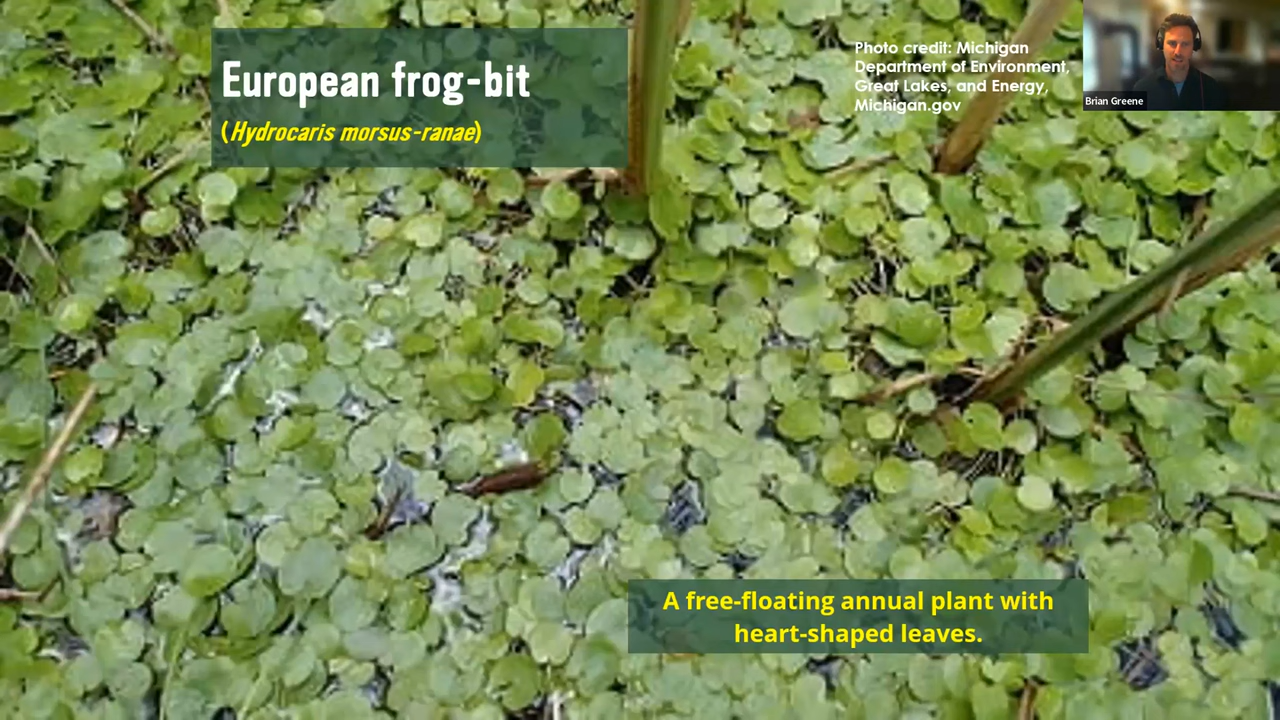 European frog-bit
(Hydrocaris morsus-ranae)
Photo credit: Michigan
Department of Environment,
Great Lakes, and Energy,
Michigan.gov
Brian Greene
A free-floating annual plant with
heart-shaped leaves.